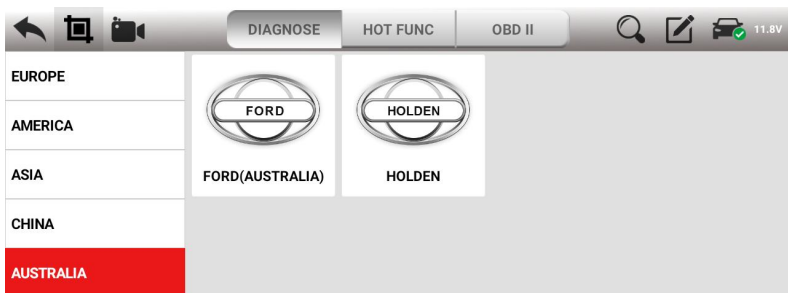 DIAGNOSE
HOT FUNC
OBD II
11.8V
EUROPE
AMERICA
ASIA
CHINA
AUSTRALIA
FORD
HOLDEN
FORD(AUSTRALIA)
HOLDEN